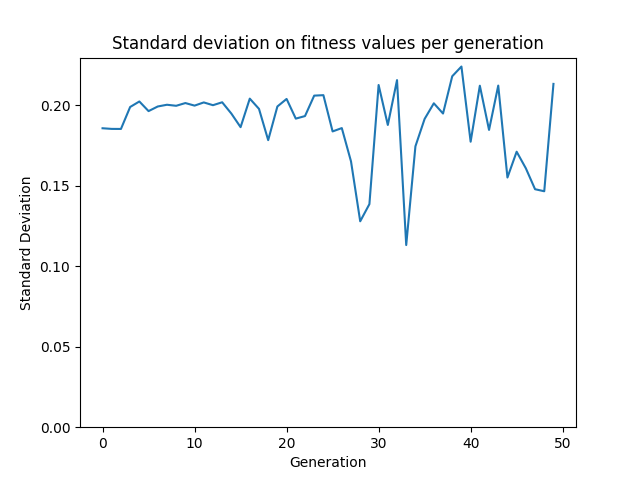 Standard deviation on fitness values per generation
0.20
0.15
0.10
0.05
0.00
Standard Deviation
0 10 20 30 40 50
Generation